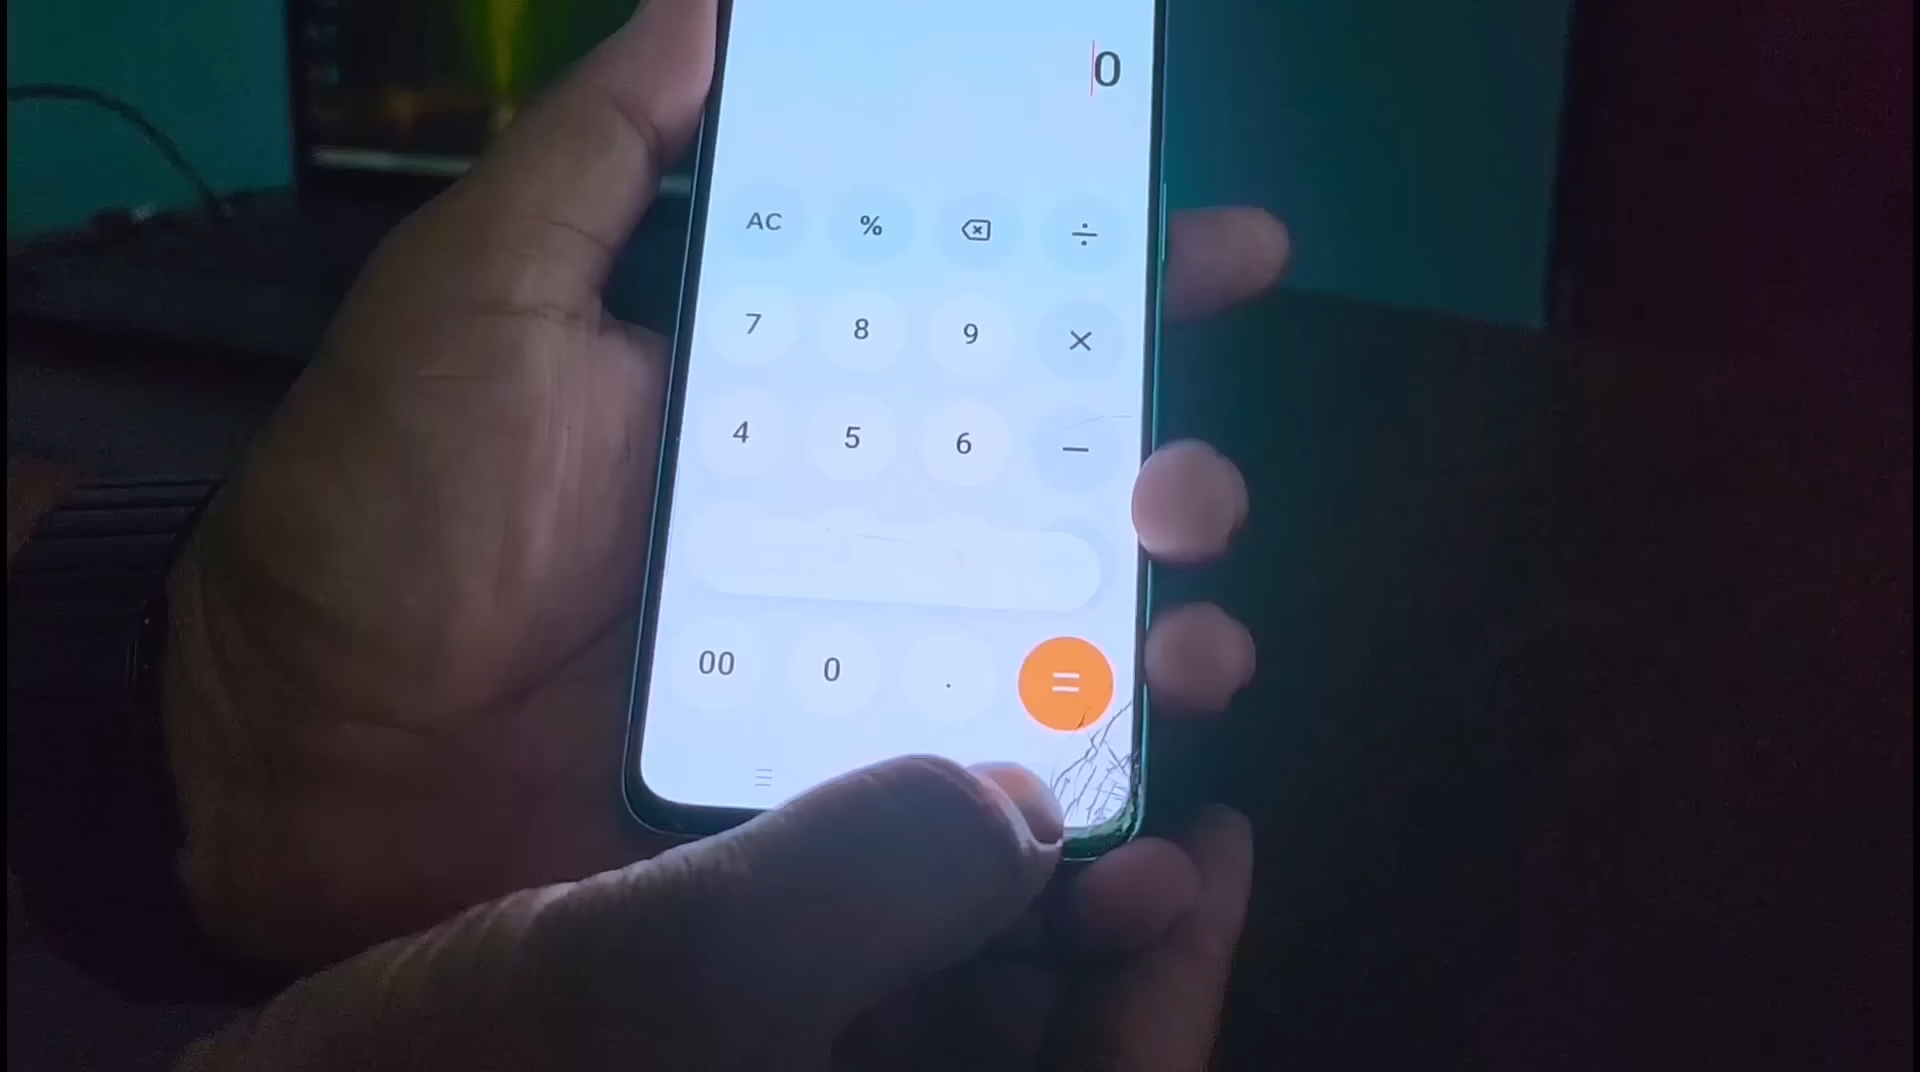 0
AC % ÷
7 8 9 ×
4 5 6 —
00 0 . =